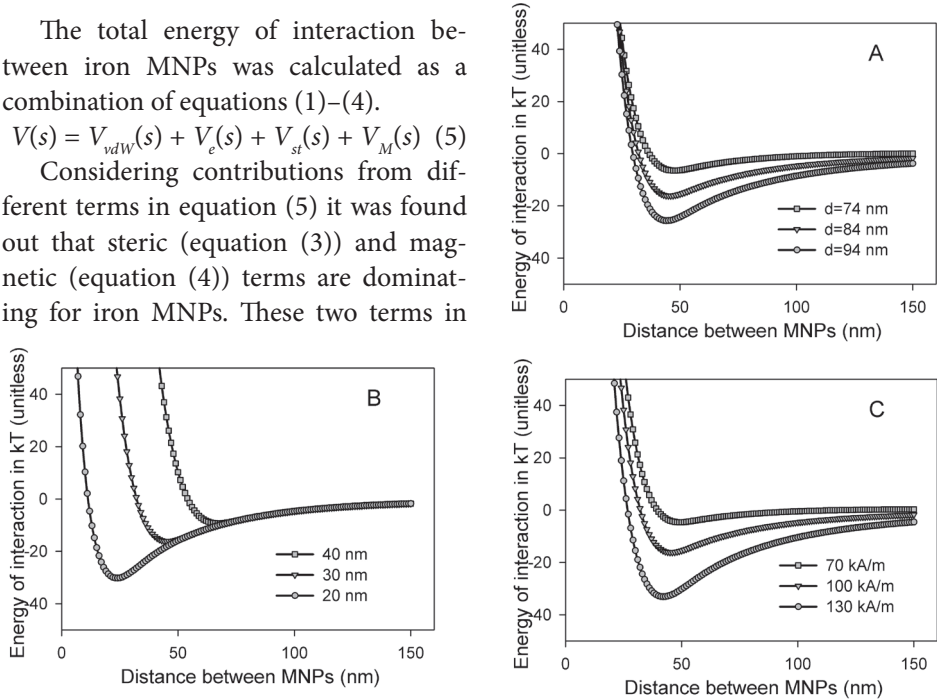 The total energy of interaction be-
tween iron MNPs was calculated as a
combination of equations (1)–(4).
V(s) = V_vdW(s) + V_e(s) + V_st(s) + V_M(s) (5)
Considering contributions from dif-
ferent terms in equation (5) it was found
out that steric (equation (3)) and mag-
netic (equation (4)) terms are dominat-
ing for iron MNPs. These two terms in
A
Energy of interaction in kT (unitless)
40
20
0
-20
-40
d=74 nm
d=84 nm
d=94 nm
0 50 100 150
Distance between MNPs (nm)
B
Energy of interaction in kT (unitless)
40
20
0
-20
-40
40 nm
30 nm
20 nm
0 50 100 150
Distance between MNPs (nm)
C
Energy of interaction in kT (unitless)
40
20
0
-20
-40
70 kA/m
100 kA/m
130 kA/m
0 50 100 150
Distance between MNPs (nm)